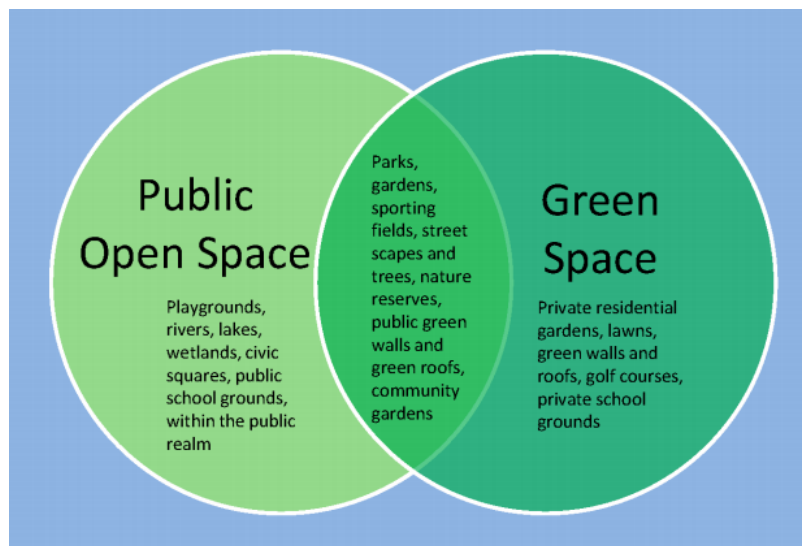 Public
Open Space
Playgrounds,
rivers, lakes,
wetlands, civic
squares, public
school grounds,
within the public
realm
Parks,
gardens,
sporting
fields, street
scapes and
trees, nature
reserves,
public green
walls and
green roofs,
community
gardens
Green
Space
Private residential
gardens, lawns,
green walls and
roofs, golf courses,
private school
grounds